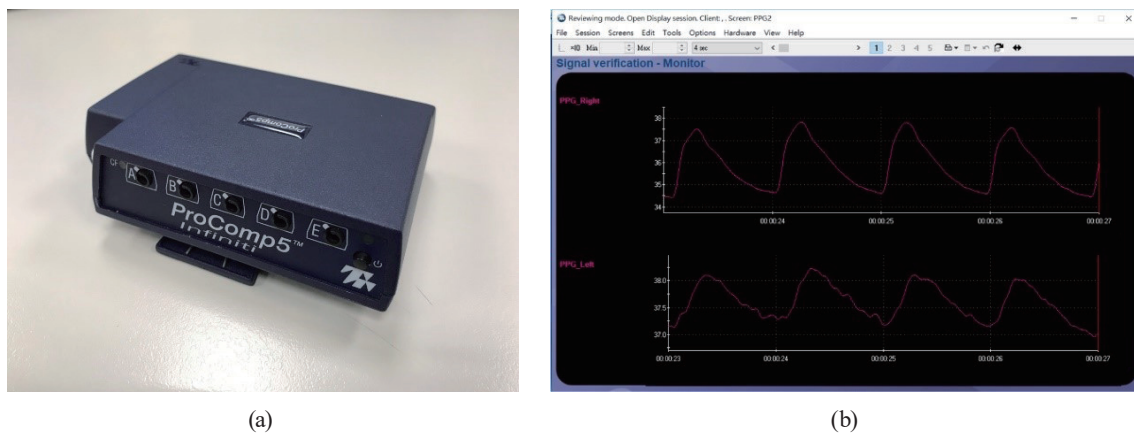 ProComp5™
CF
A
B
C
D
E
ProComp5™
Infiniti
Reviewing mode. Open Display session. Client: , . Screen: PPG2
File Session Screens Edit Tools Options Hardware View Help
Min
Max
4 sec
1 2 3 4 5
Signal verification - Monitor
PPG_Right
38
37
36
35
34
00:00:24
00:00:25
00:00:26
00:00:27
PPG_Left
38.0
37.5
37.0
00:00:23
00:00:24
00:00:25
00:00:26
00:00:27
(a)
(b)